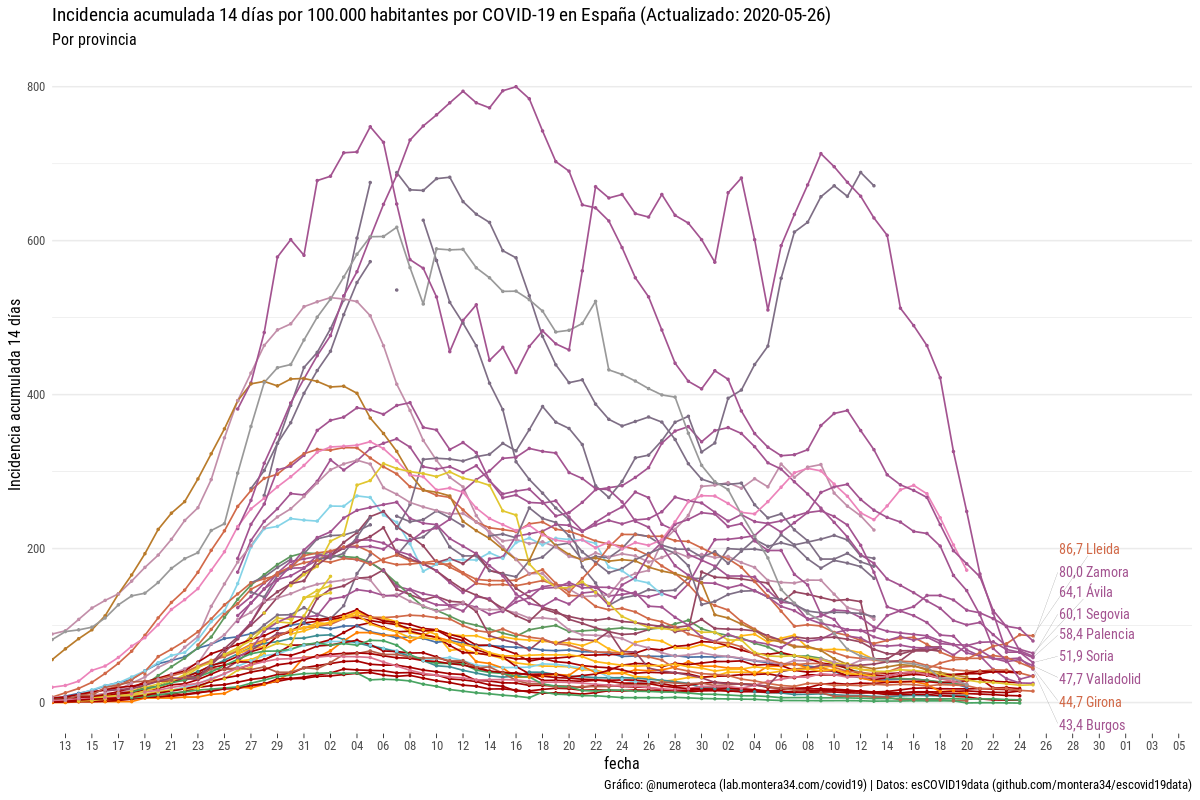 Incidencia acumulada 14 días por 100.000 habitantes por COVID-19 en España (Actualizado: 2020-05-26)
Por provincia
Incidencia acumulada 14 días
800
600
400
200
0
86,7 Lleida
80,0 Zamora
64,1 Ávila
60,1 Segovia
58,4 Palencia
51,9 Soria
47,7 Valladolid
44,7 Girona
43,4 Burgos
13 15 17 19 21 23 25 27 29 31 02 04 06 08 10 12 14 16 18 20 22 24 26 28 30 02 04 06 08 10 12 14 16 18 20 22 24 26 28 30 01 03 05
fecha
Gráfico: @numeroteca (lab.montera34.com/covid19) | Datos: esCOVID19data (github.com/montera34/escovid19data)